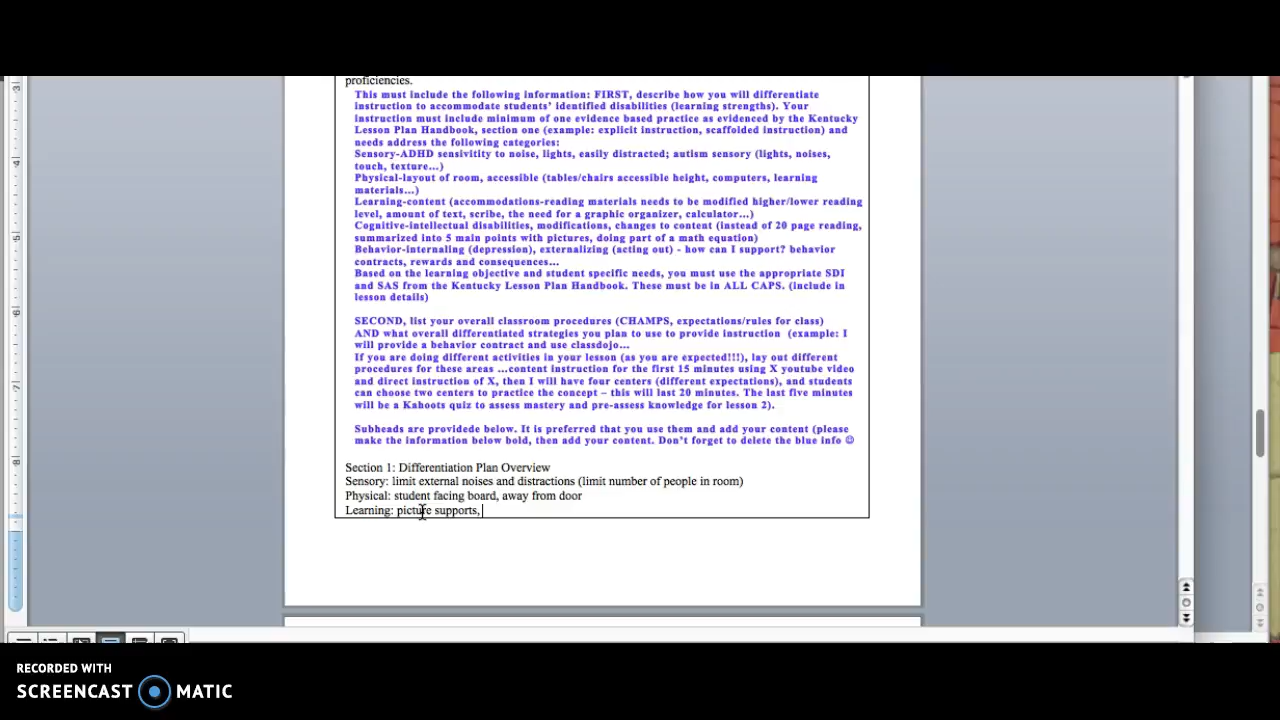 proficiencies.
This must include the following information: FIRST, describe how you will differentiate
instruction to accommodate students' identified disabilities (learning strengths). Your
instruction must include minimum of one evidence based practice as evidenced by the Kentucky
Lesson Plan Handbook, section one (example: explicit instruction, scaffolded instruction) and
needs address the following categories:
Sensory-ADHD sensivitity to noise, lights, easily distracted; autism sensory (lights, noises,
touch, texture...)
Physical-layout of room, accessible (tables/chairs accessible height, computers, learning
materials...)
Learning-content (accommodations-reading materials needs to be modified higher/lower reading
level, amount of text, scribe, the need for a graphic organizer, calculator...)
Cognitive-intellectual disabilities, modifications, changes to content (instead of 20 page reading,
summarized into 5 main points with pictures, doing part of a math equation)
Behavior-internaling (depression), externalizing (acting out) - how can I support? behavior
contracts, rewards and consequences...
Based on the learning objective and student specific needs, you must use the appropriate SDI
and SAS from the Kentucky Lesson Plan Handbook. These must be in ALL CAPS. (include in
lesson details)
SECOND, list your overall classroom procedures (CHAMPS, expectations/rules for class)
AND what overall differentiated strategies you plan to use to provide instruction (example: I
will provide a behavior contract and use classdojo...
If you are doing different activities in your lesson (as you are expected!!!), lay out different
procedures for these areas ...content instruction for the first 15 minutes using X youtube video
and direct instruction of X, then I will have four centers (different expectations), and students
can choose two centers to practice the concept – this will last 20 minutes. The last five minutes
will be a Kahoots quiz to assess mastery and pre-assess knowledge for lesson 2).
Subheads are providede below. It is preferred that you use them and add your content (please
make the information below bold, then add your content. Don't forget to delete the blue info ☺
Section 1: Differentiation Plan Overview
Sensory: limit external noises and distractions (limit number of people in room)
Physical: student facing board, away from door
Learning: picture supports,
3
4
5
6
7
8
RECORDED WITH
SCREENCAST MATIC